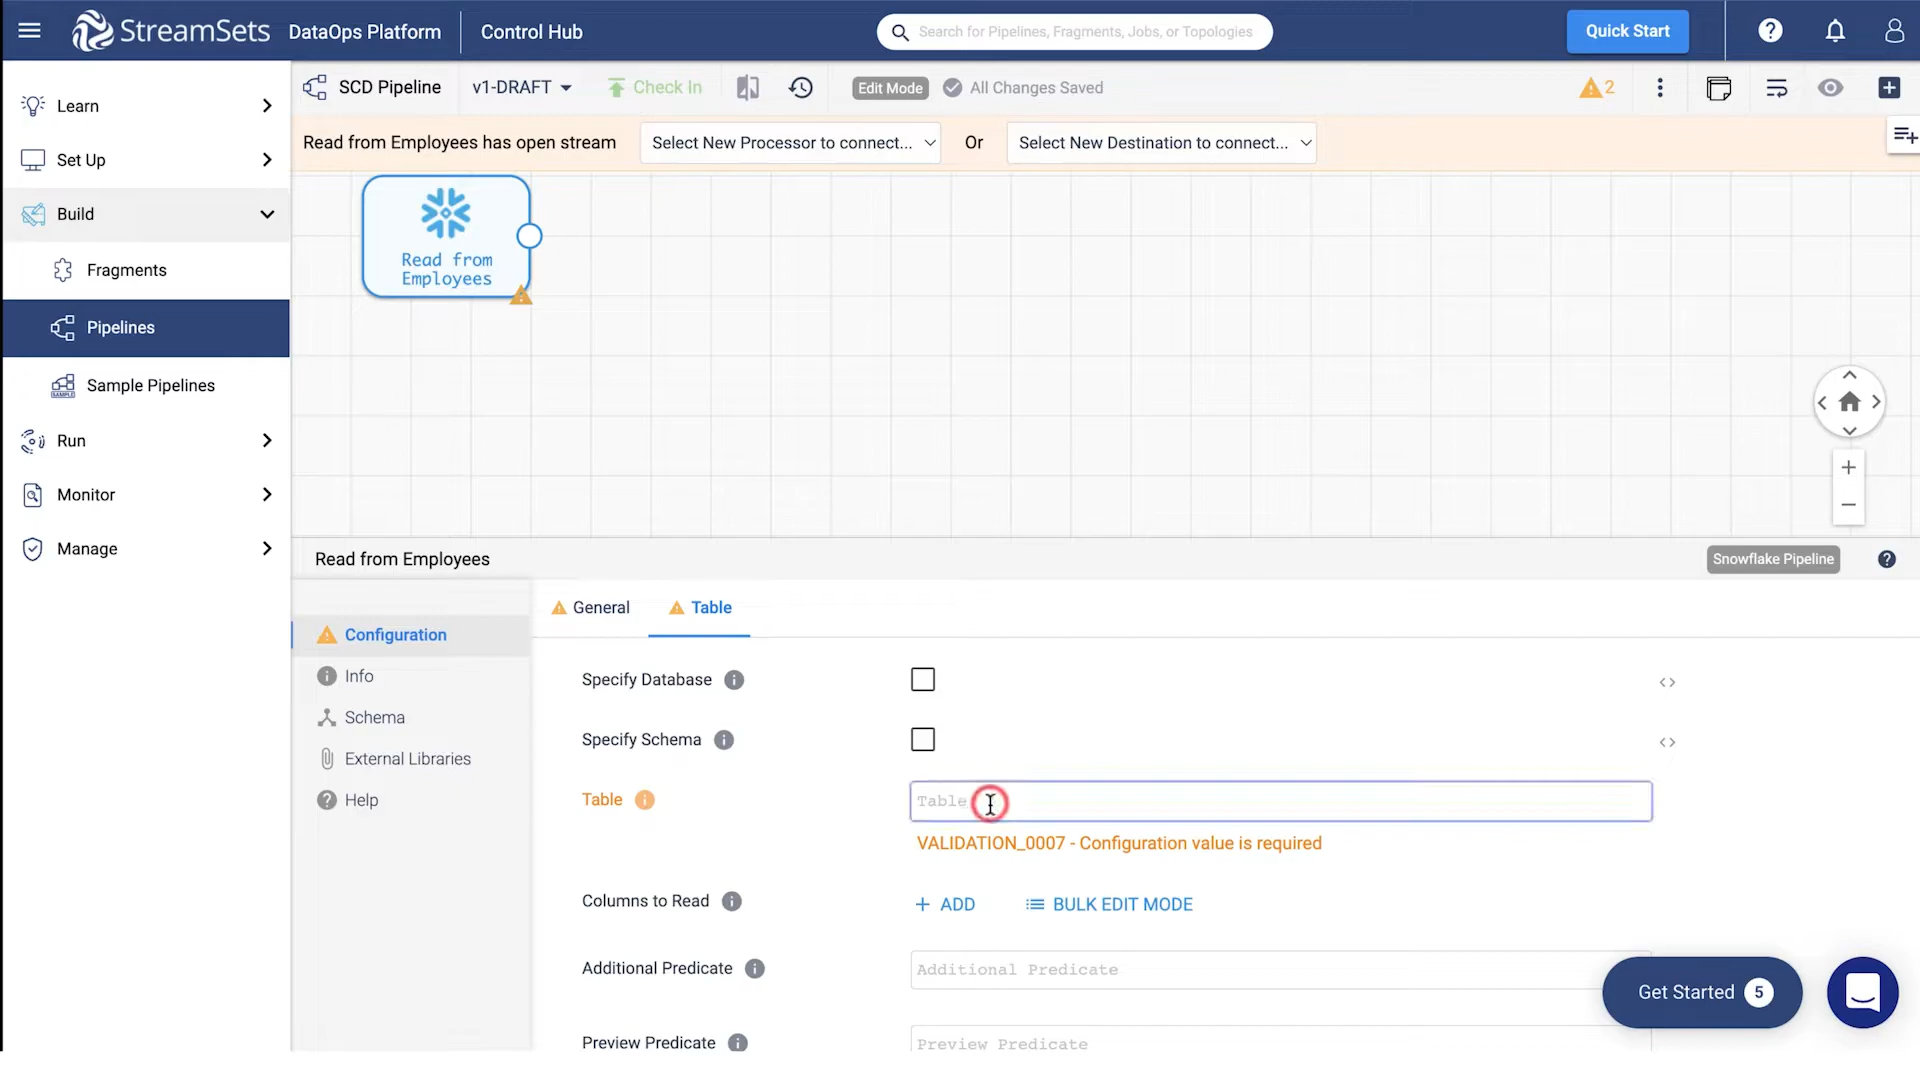 StreamSets DataOps Platform Control Hub
Search for Pipelines, Fragments, Jobs, or Topologies
Quick Start
Learn
Set Up
Build
Fragments
Pipelines
Sample Pipelines
Run
Monitor
Manage
SCD Pipeline v1-DRAFT Check In Edit Mode All Changes Saved 2
Read from Employees has open stream Select New Processor to connect... Or Select New Destination to connect...
Read from
Employees
Read from Employees Snowflake Pipeline
Configuration
Info
Schema
External Libraries
Help
General Table
Specify Database
Specify Schema
Table Table
VALIDATION_0007 - Configuration value is required
Columns to Read ADD BULK EDIT MODE
Additional Predicate Additional Predicate
Preview Predicate Preview Predicate
Get Started 5
SAMPLE